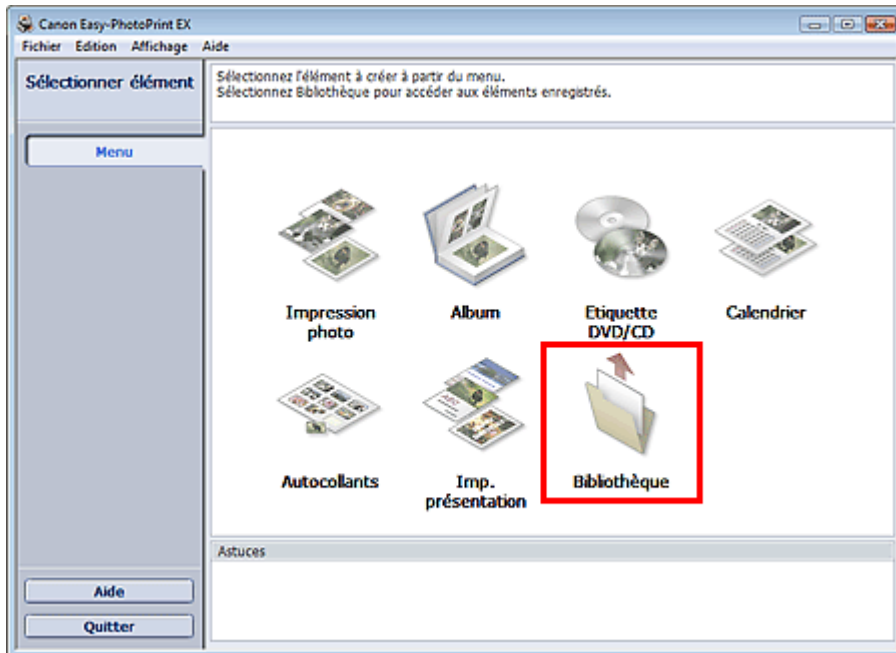 Canon Easy-PhotoPrint EX
Fichier Edition Affichage Aide
Sélectionner élément
Sélectionnez l'élément à créer à partir du menu.
Sélectionnez Bibliothèque pour accéder aux éléments enregistrés.
Menu
Impression
photo
Album
Etiquette
DVD/CD
Calendrier
Autocollants
Imp.
présentation
Bibliothèque
Astuces
Aide
Quitter